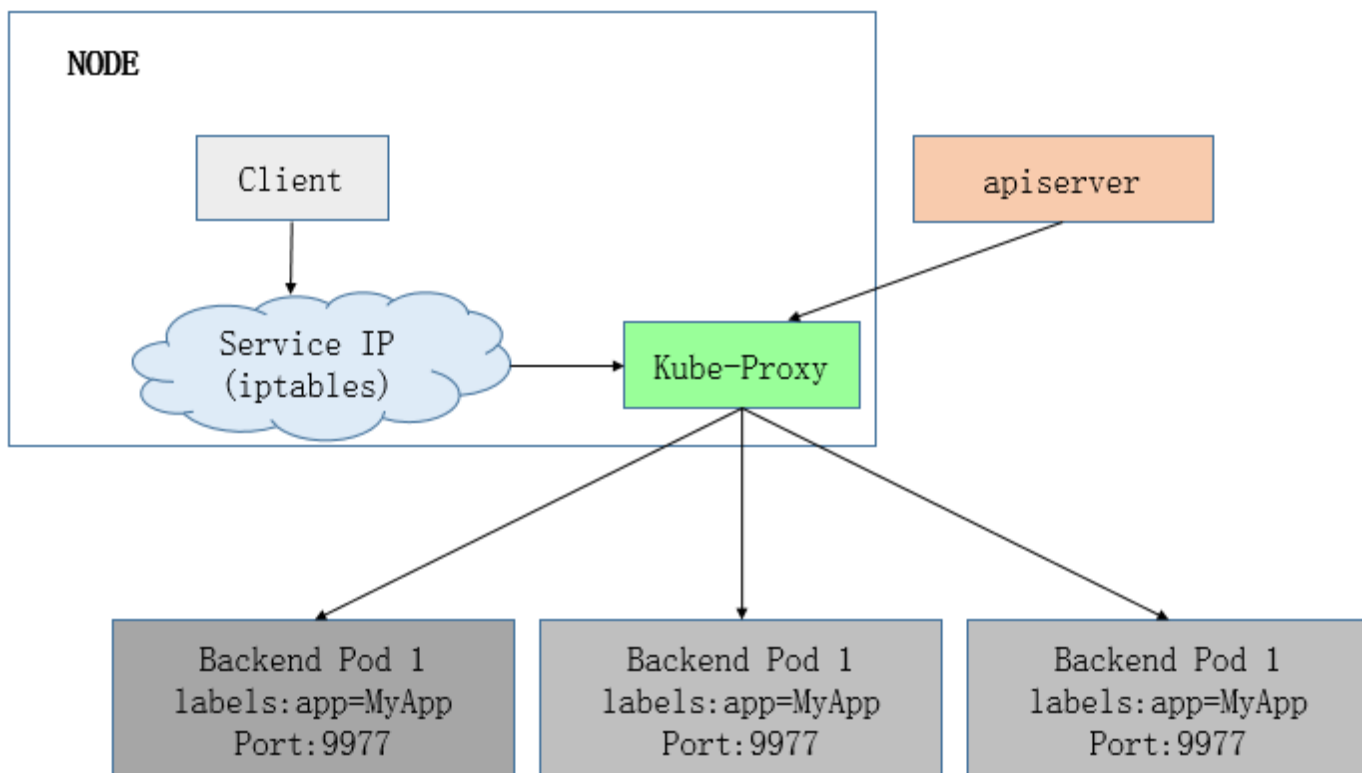 NODE
Client
apiserver
Service IP
(iptables)
Kube-Proxy
Backend Pod 1
labels:app=MyApp
Port:9977
Backend Pod 1
labels:app=MyApp
Port:9977
Backend Pod 1
labels:app=MyApp
Port:9977